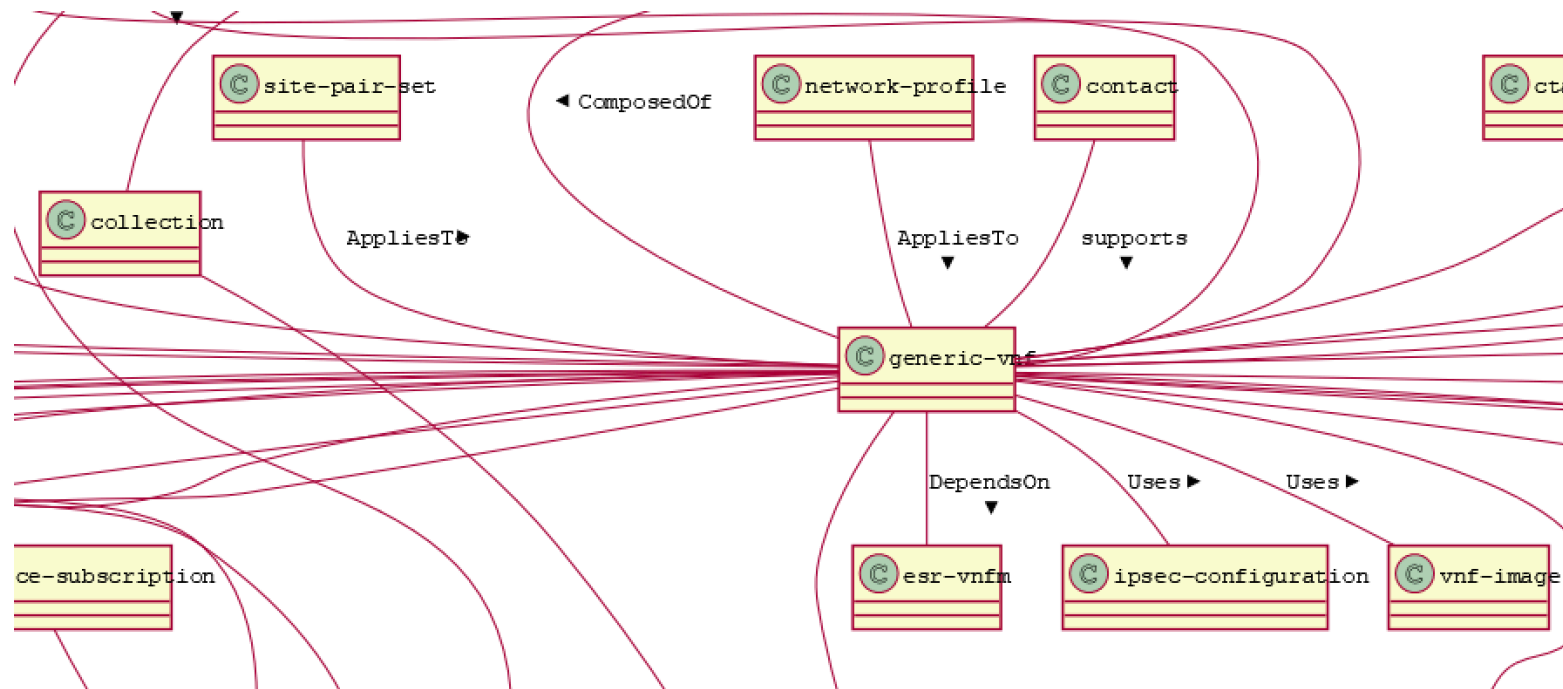 C site-pair-set
C network-profile
C contact
C cta
◄ ComposedOf
C collection
AppliesTo►
AppliesTo
▼
supports
▼
C generic-vnf
DependsOn
▼
Uses►
Uses►
ce-subscription
C esr-vnfm
C ipsec-configuration
C vnf-image